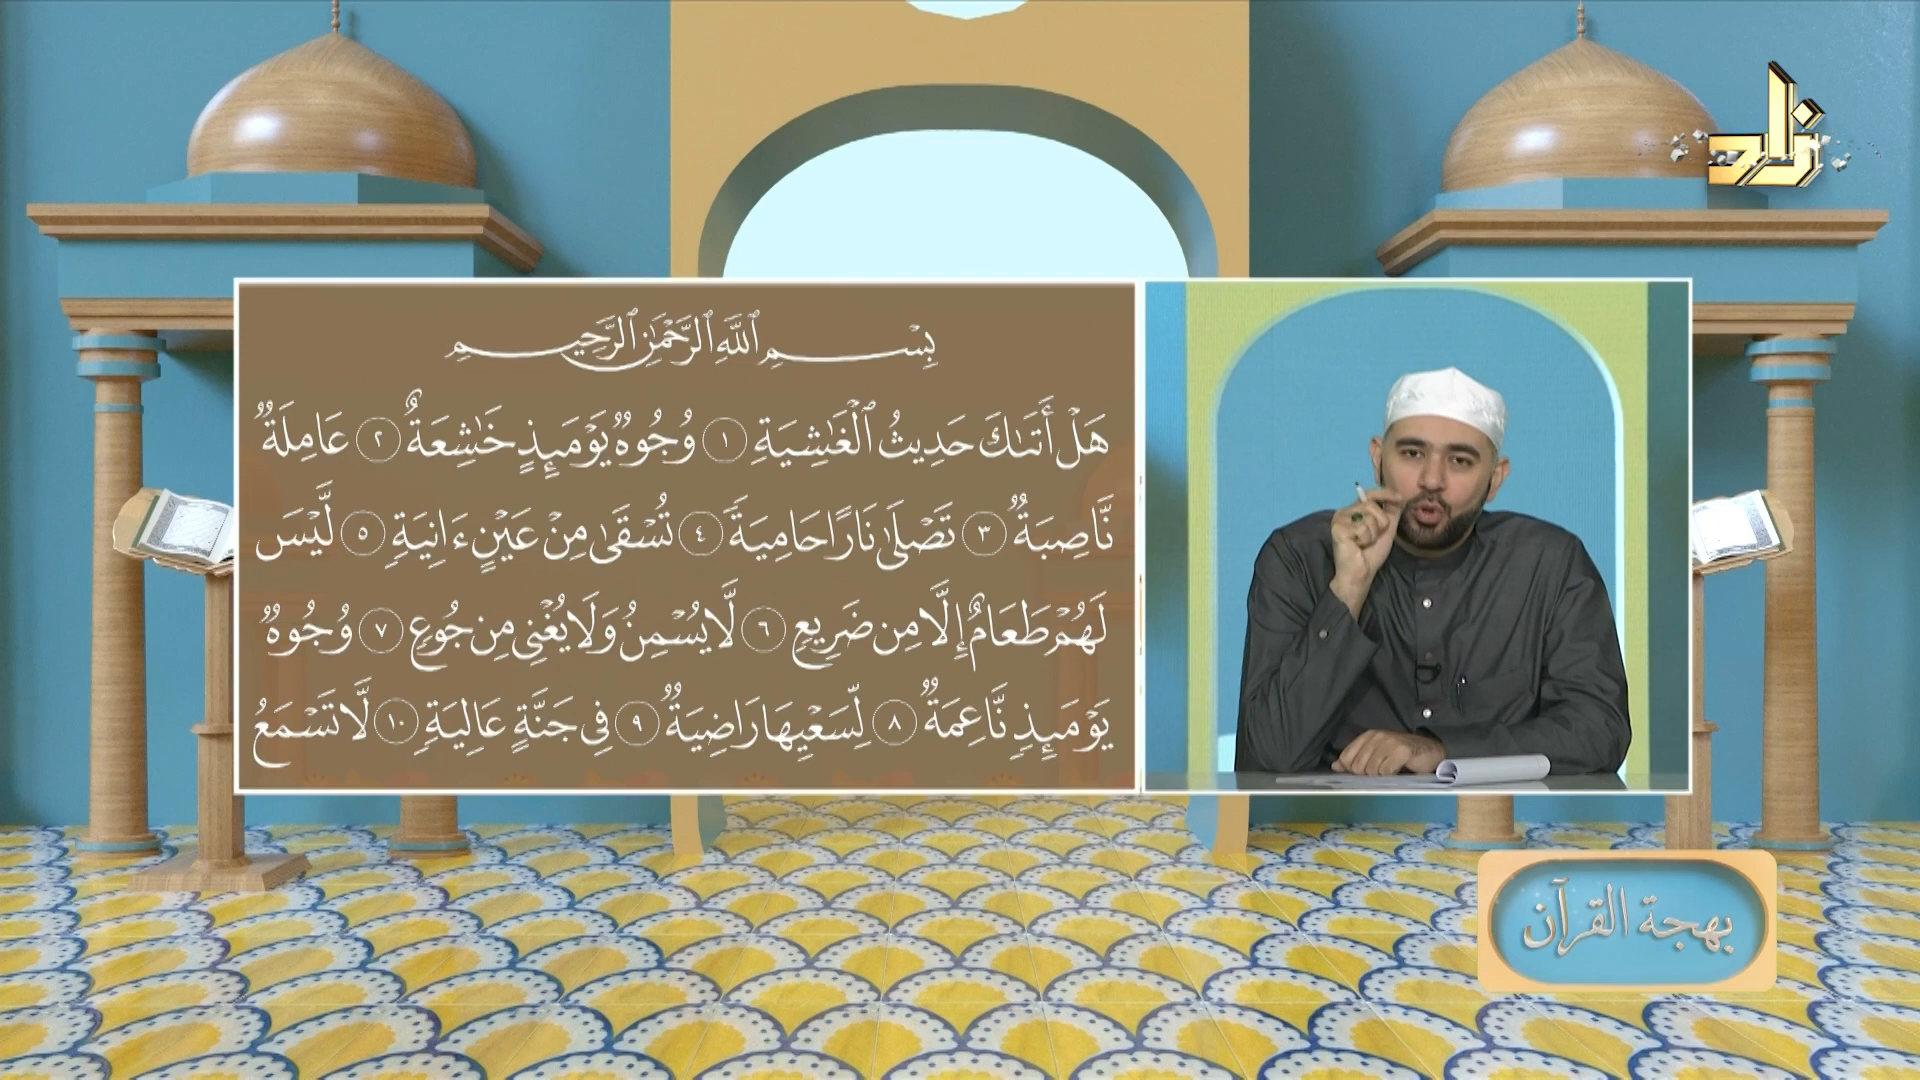 زاد
بِسْمِ ٱللَّهِ ٱلرَّحْمَٰنِ ٱلرَّحِيمِ
هَلْ أَتَىٰكَ حَدِيثُ ٱلْغَٰشِيَةِ ١ وُجُوهٌ يَوْمَئِذٍ خَٰشِعَةٌ ٢ عَامِلَةٌ
نَّاصِبَةٌ ٣ تَصْلَىٰ نَارًا حَامِيَةً ٤ تُسْقَىٰ مِنْ عَيْنٍ ءَانِيَةٍ ٥ لَّيْسَ
لَهُمْ طَعَامٌ إِلَّا مِن ضَرِيعٍ ٦ لَّا يُسْمِنُ وَلَا يُغْنِى مِن جُوعٍ ٧ وُجُوهٌ
يَوْمَئِذٍ نَّاعِمَةٌ ٨ لِّسَعْيِهَا رَاضِيَةٌ ٩ فِى جَنَّةٍ عَالِيَةٍ ١٠ لَّا تَسْمَعُ
بهجة القرآن